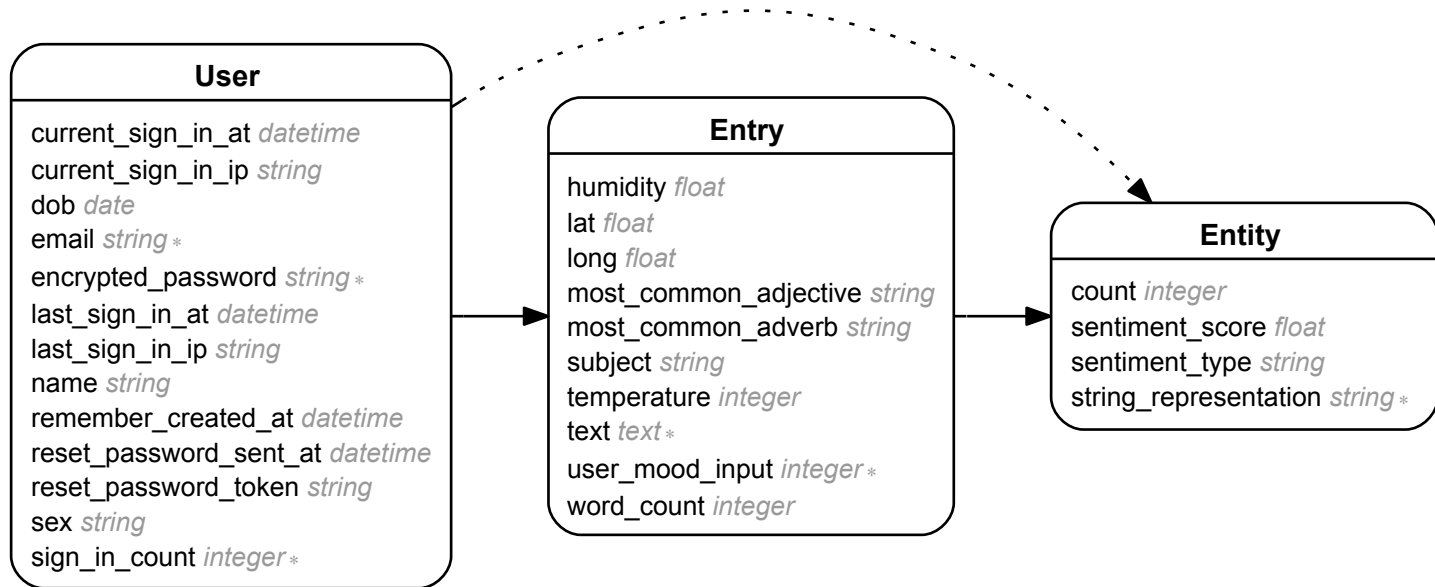 User
current_sign_in_at datetime
current_sign_in_ip string
dob date
email string *
encrypted_password string *
last_sign_in_at datetime
last_sign_in_ip string
name string
remember_created_at datetime
reset_password_sent_at datetime
reset_password_token string
sex string
sign_in_count integer *
Entry
humidity float
lat float
long float
most_common_adjective string
most_common_adverb string
subject string
temperature integer
text text *
user_mood_input integer *
word_count integer
Entity
count integer
sentiment_score float
sentiment_type string
string_representation string *